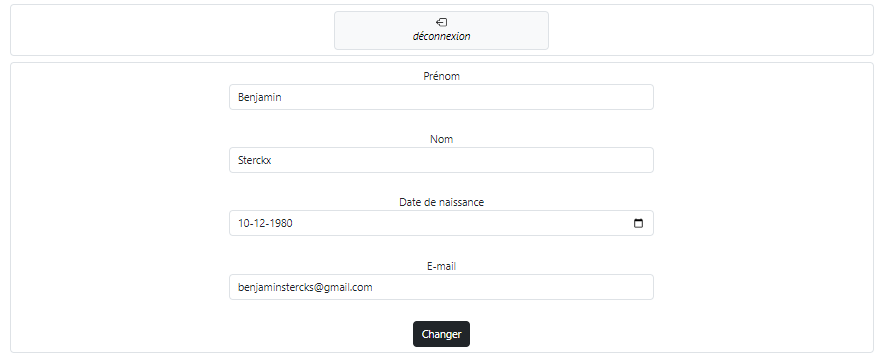 déconnexion
Prénom
Benjamin
Nom
Sterckx
Date de naissance
10-12-1980
E-mail
benjaminstercks@gmail.com
Changer